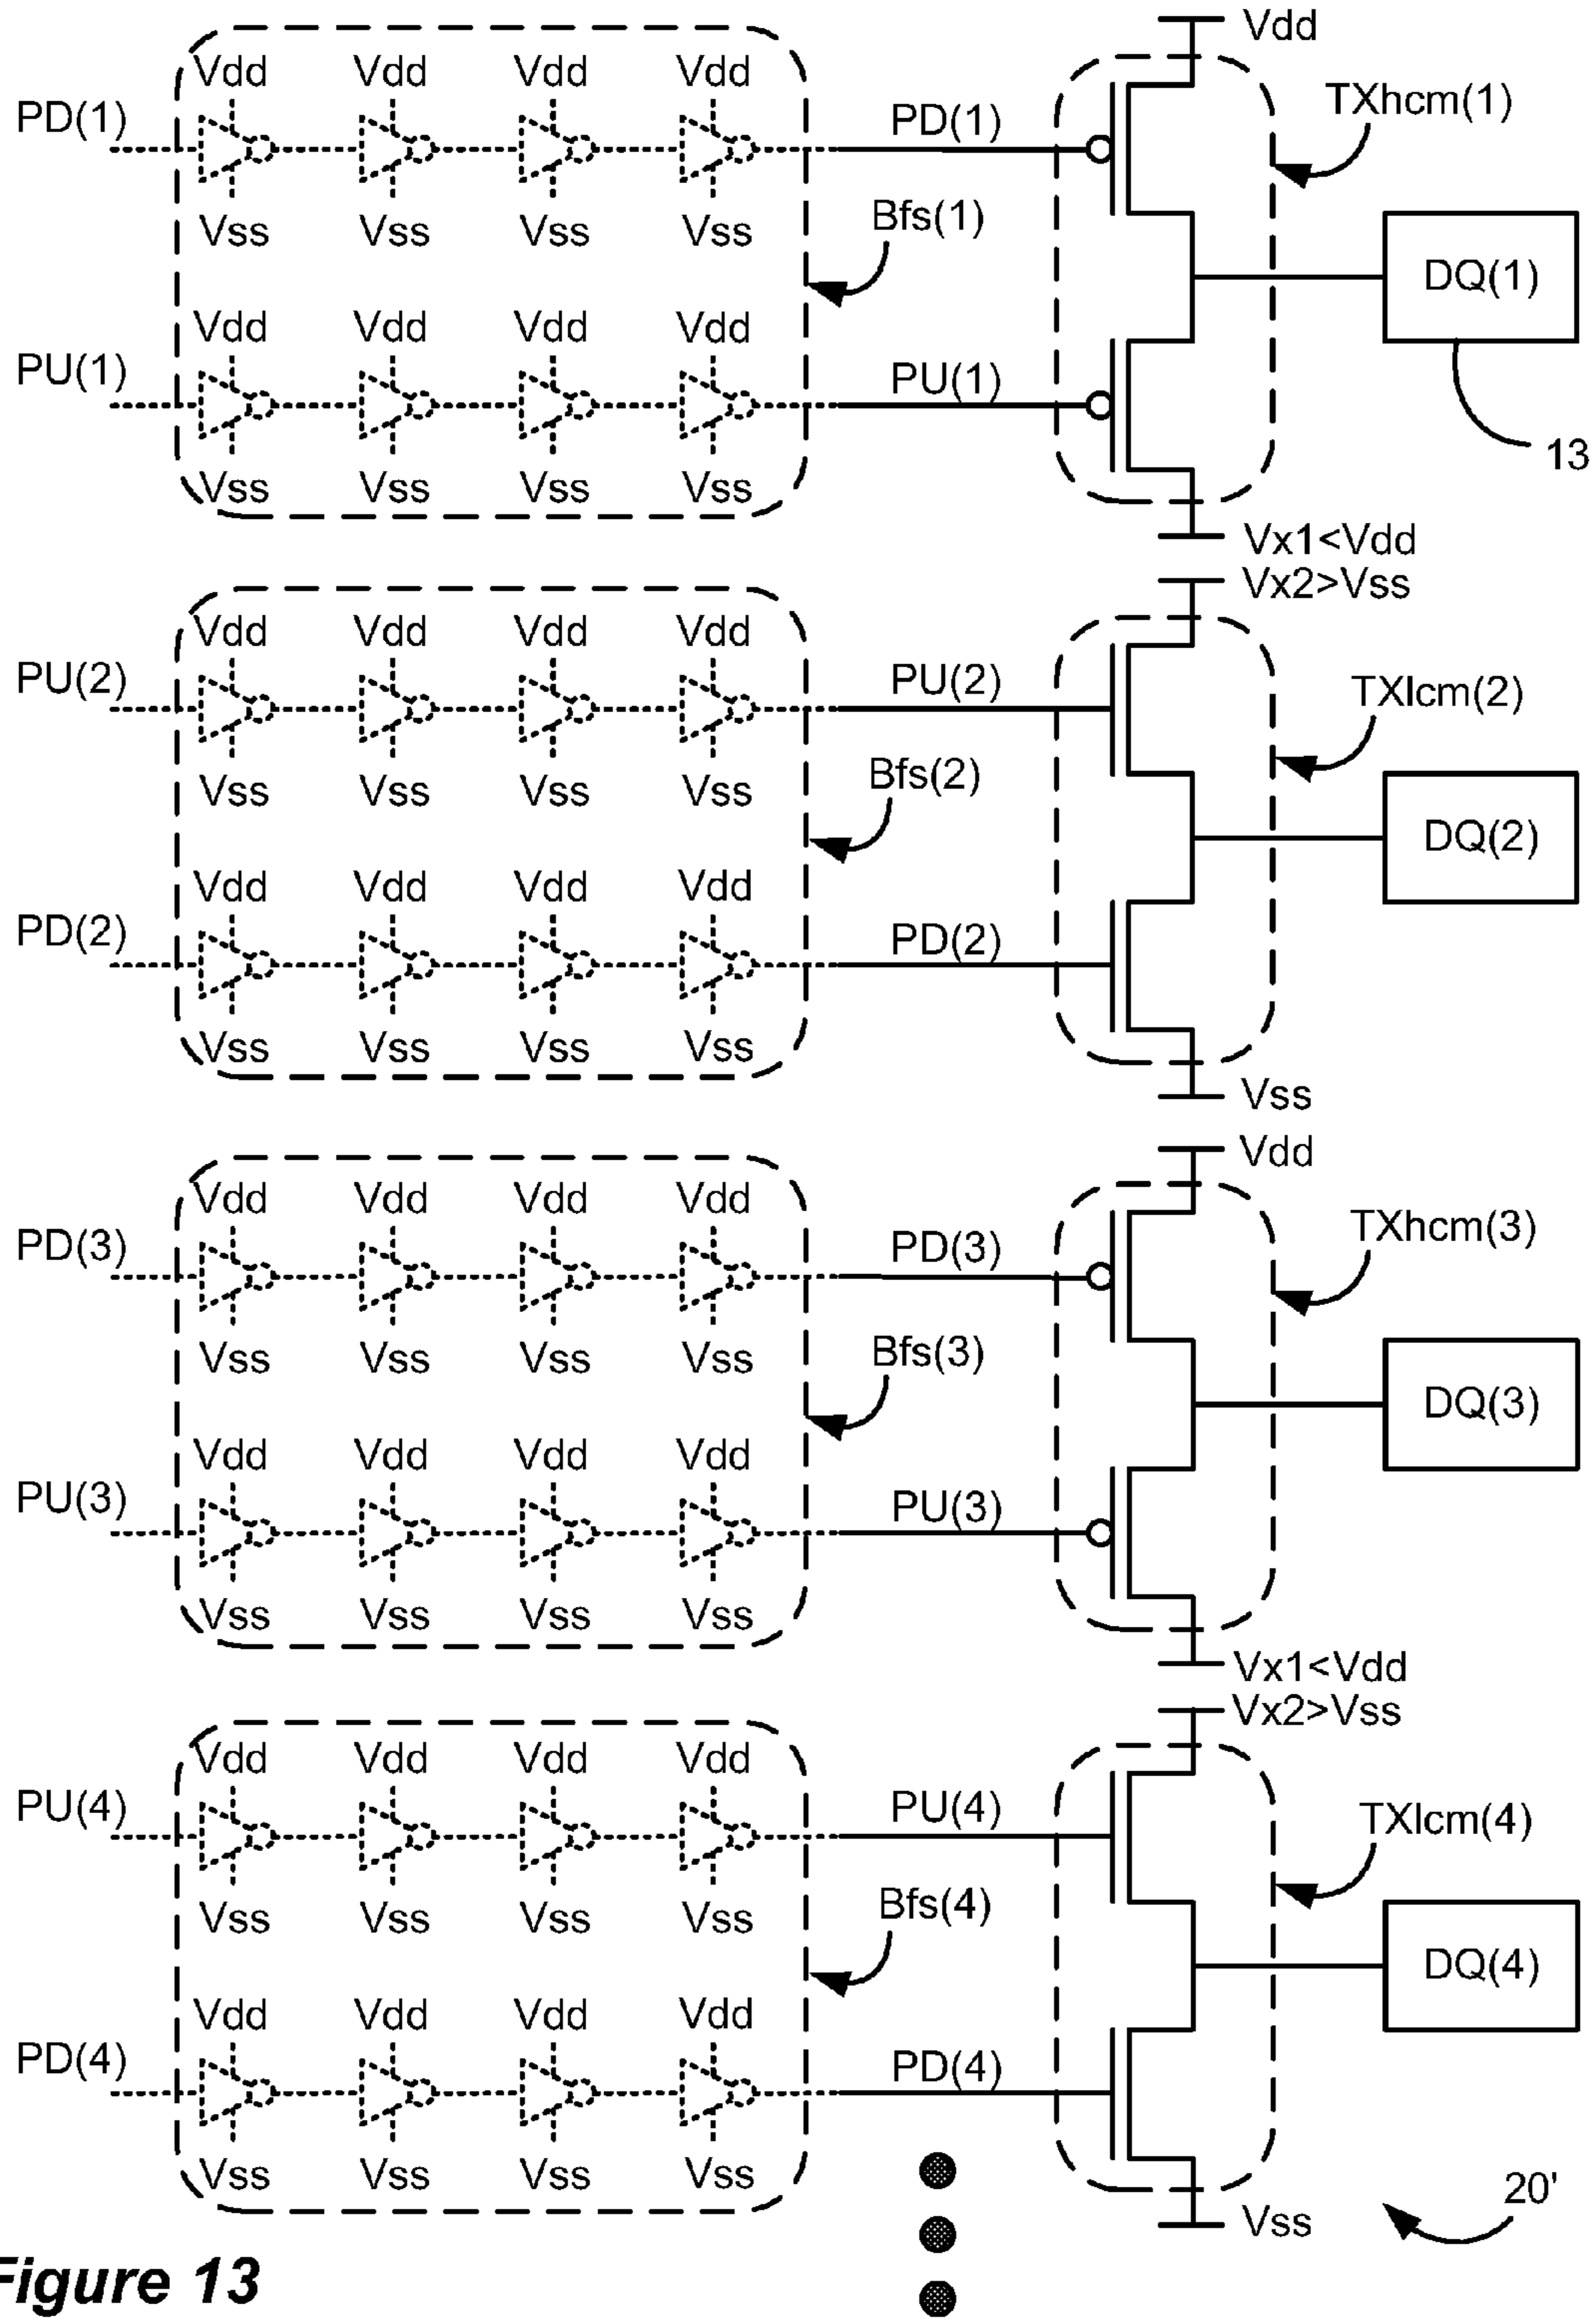 Vdd
Vdd Vdd Vdd Vdd
PD(1) PD(1) TXhcm(1)
Vss Vss Vss Vss
Bfs(1)
DQ(1)
Vdd Vdd Vdd Vdd
PU(1) PU(1)
13
Vss Vss Vss Vss
Vx1<Vdd
Vx2>Vss
Vdd Vdd Vdd Vdd
PU(2) PU(2) TXlcm(2)
Vss Vss Vss Vss
Bfs(2)
DQ(2)
Vdd Vdd Vdd Vdd
PD(2) PD(2)
Vss Vss Vss Vss
Vss
Vdd
Vdd Vdd Vdd Vdd
PD(3) PD(3) TXhcm(3)
Vss Vss Vss Vss
Bfs(3)
DQ(3)
Vdd Vdd Vdd Vdd
PU(3) PU(3)
Vss Vss Vss Vss
Vx1<Vdd
Vx2>Vss
Vdd Vdd Vdd Vdd
PU(4) PU(4) TXlcm(4)
Vss Vss Vss Vss
Bfs(4)
DQ(4)
Vdd Vdd Vdd Vdd
PD(4) PD(4)
Vss Vss Vss Vss
20'
Vss
Figure 13